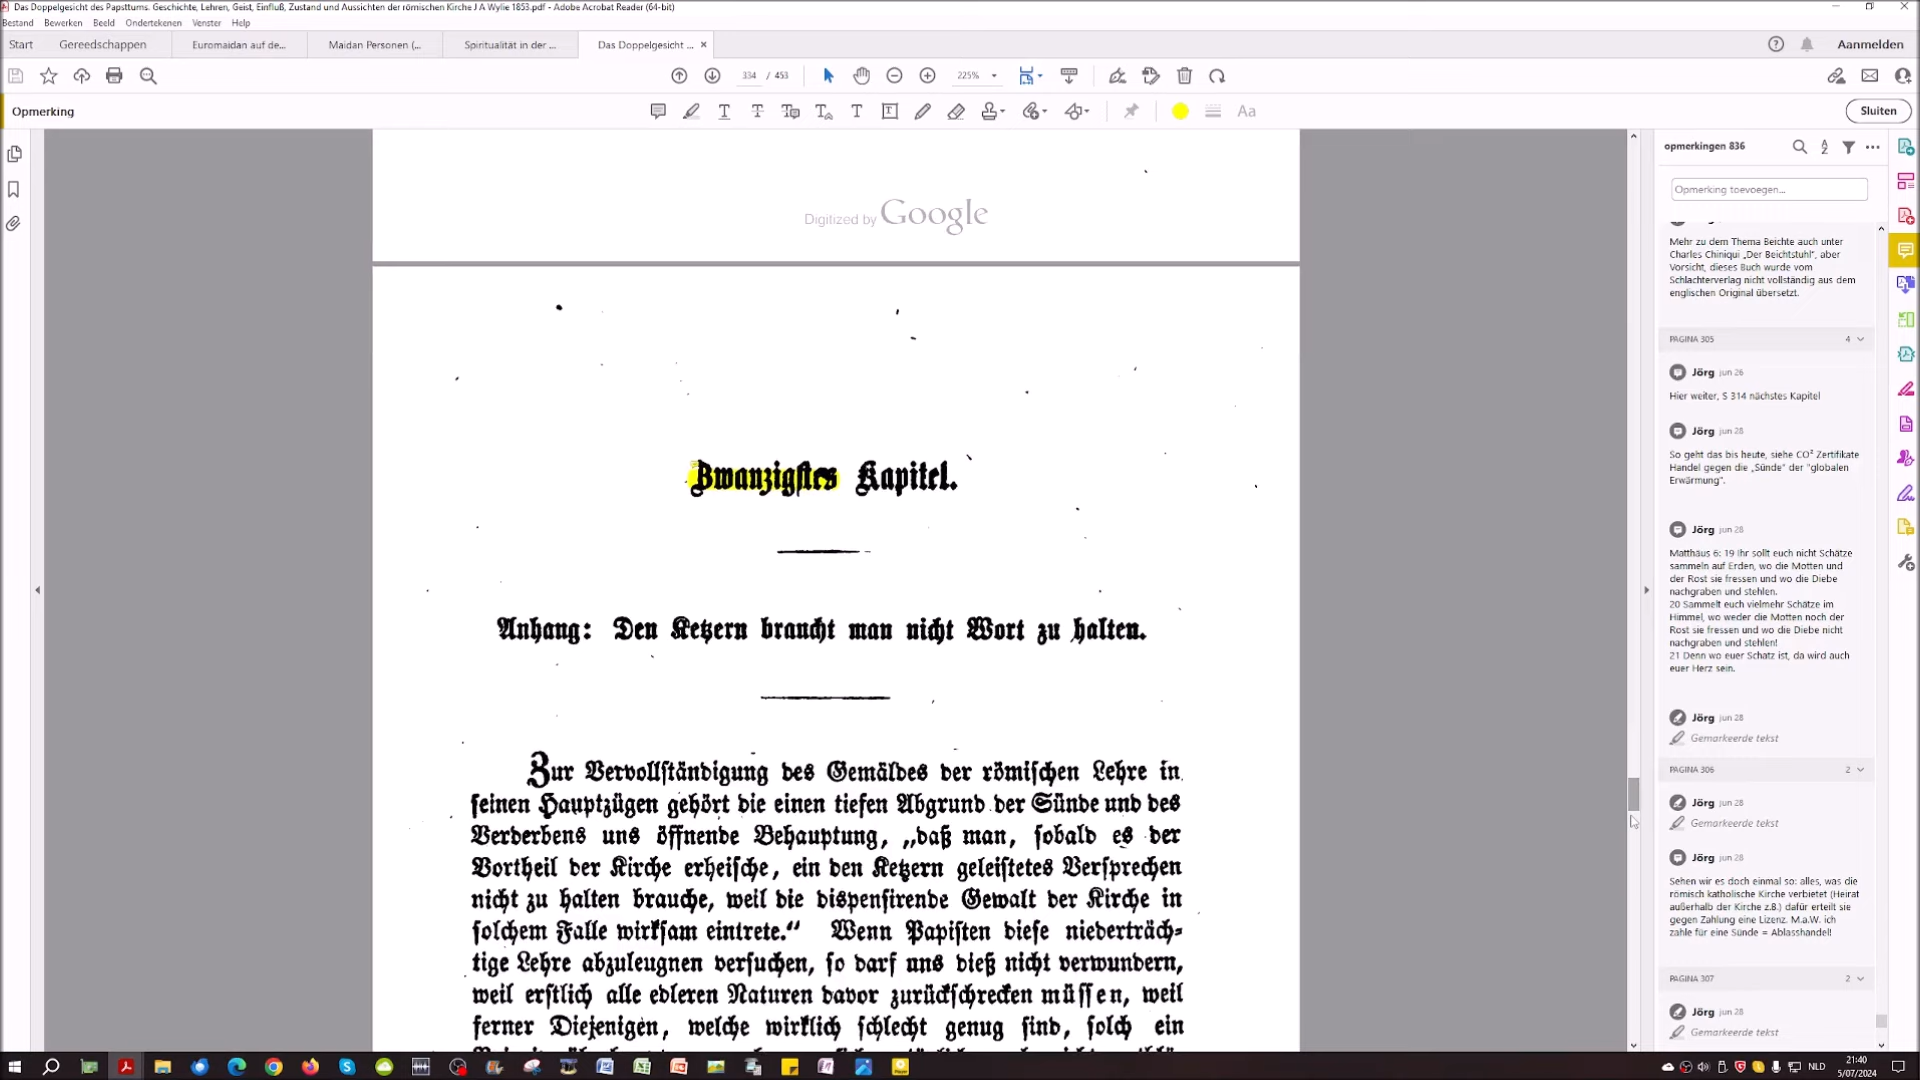 Das Doppelgesicht des Papsttums. Geschichte, Lehren, Geist, Einfluß, Zustand und Aussichten der römischen Kirche J A Wylie 1853.pdf - Adobe Acrobat Reader (64-bit)
Bestand Bewerken Beeld Ondertekenen Venster Help
Start Gereedschappen Euromaidan auf de... Maidan Personen (... Spiritualität in der ... Das Doppelgesicht ... Anmelden
334 / 453 225%
Opmerking Aa Sluiten
Digitized by Google
Zwanzigstes Kapitel.
Anhang: Den Ketzern braucht man nicht Wort zu halten.
Zur Vervollständigung des Gemäldes der römischen Lehre in
seinen Hauptzügen gehört die einen tiefen Abgrund der Sünde und des
Verderbens uns öffnende Behauptung, „daß man, sobald es der
Vortheil der Kirche erheische, ein den Ketzern geleistetes Versprechen
nicht zu halten brauche, weil die dispensirende Gewalt der Kirche in
solchem Falle wirksam eintrete.“ Wenn Papisten diese niederträch-
tige Lehre abzuleugnen versuchen, so darf uns dieß nicht verwundern,
weil erstlich alle edleren Naturen davor zurückschrecken müssen, weil
ferner Diejenigen, welche wirklich schlecht genug sind, solch ein
opmerkingen 836
Opmerking toevoegen...
Mehr zu dem Thema Beichte auch unter
Charles Chiniqui „Der Beichtstuhl", aber
Vorsicht, dieses Buch wurde vom
Schlachterverlag nicht vollständig aus dem
englischen Original übersetzt.
PAGINA 305 4
Jörg jun 26
Hier weiter, S 314 nächstes Kapitel
Jörg jun 28
So geht das bis heute, siehe CO² Zertifikate
Handel gegen die „Sünde" der "globalen
Erwärmung".
Jörg jun 28
Matthäus 6: 19 Ihr sollt euch nicht Schätze
sammeln auf Erden, wo die Motten und
der Rost sie fressen und wo die Diebe
nachgraben und stehlen.
20 Sammelt euch vielmehr Schätze im
Himmel, wo weder die Motten noch der
Rost sie fressen und wo die Diebe nicht
nachgraben und stehlen!
21 Denn wo euer Schatz ist, da wird auch
euer Herz sein.
Jörg jun 28
Gemarkeerde tekst
PAGINA 306 2
Jörg jun 28
Gemarkeerde tekst
Jörg jun 28
Sehen wir es doch einmal so: alles, was die
römisch katholische Kirche verbietet (Heirat
außerhalb der Kirche z.B.) dafür erteilt sie
gegen Zahlung eine Lizenz. M.a.W. ich
zahle für eine Sünde = Ablasshandel!
PAGINA 307 2
Jörg jun 28
Gemarkeerde tekst
NLD 21:40
5/07/2024